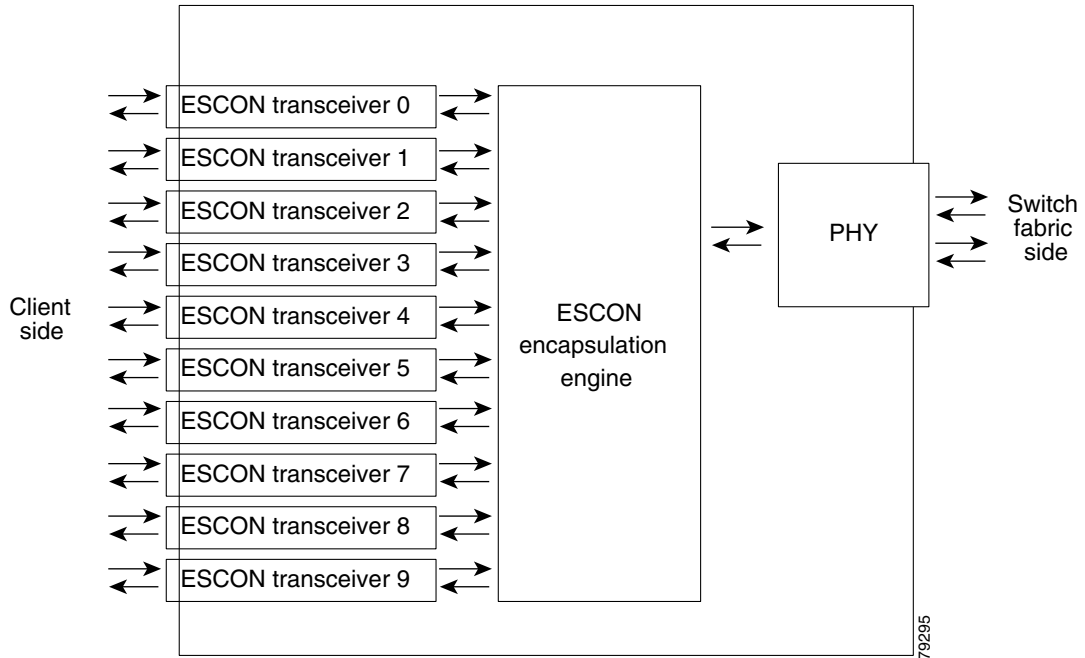 ESCON transceiver 0
ESCON transceiver 1
ESCON transceiver 2
ESCON transceiver 3
ESCON transceiver 4
ESCON transceiver 5
ESCON transceiver 6
ESCON transceiver 7
ESCON transceiver 8
ESCON transceiver 9
Client
side
ESCON
encapsulation
engine
PHY
Switch
fabric
side
79295